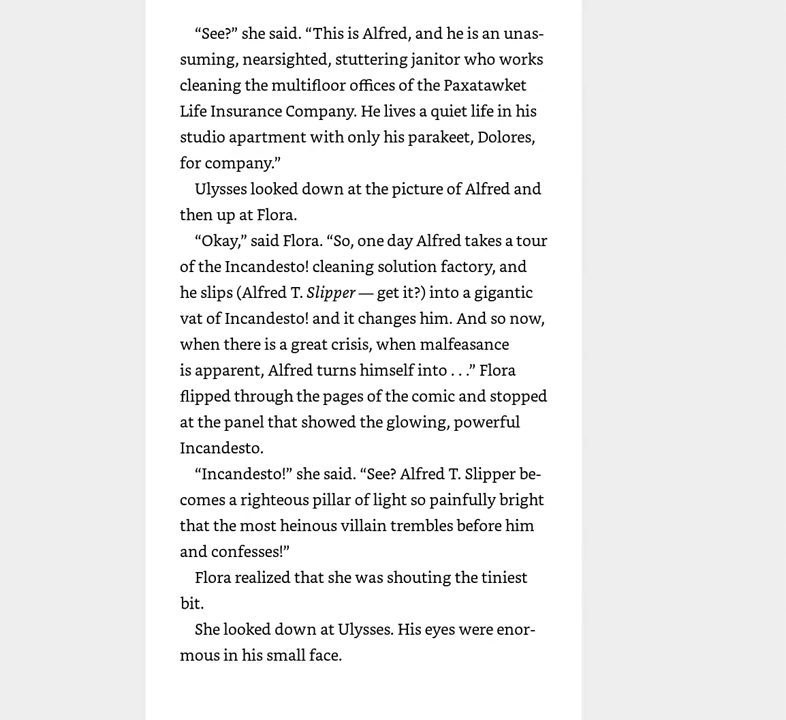 “See?” she said. “This is Alfred, and he is an unas-
suming, nearsighted, stuttering janitor who works
cleaning the multifloor offices of the Paxatawket
Life Insurance Company. He lives a quiet life in his
studio apartment with only his parakeet, Dolores,
for company.”
Ulysses looked down at the picture of Alfred and
then up at Flora.
“Okay,” said Flora. “So, one day Alfred takes a tour
of the Incandesto! cleaning solution factory, and
he slips (Alfred T. Slipper — get it?) into a gigantic
vat of Incandesto! and it changes him. And so now,
when there is a great crisis, when malfeasance
is apparent, Alfred turns himself into . . .” Flora
flipped through the pages of the comic and stopped
at the panel that showed the glowing, powerful
Incandesto.
“Incandesto!” she said. “See? Alfred T. Slipper be-
comes a righteous pillar of light so painfully bright
that the most heinous villain trembles before him
and confesses!”
Flora realized that she was shouting the tiniest
bit.
She looked down at Ulysses. His eyes were enor-
mous in his small face.